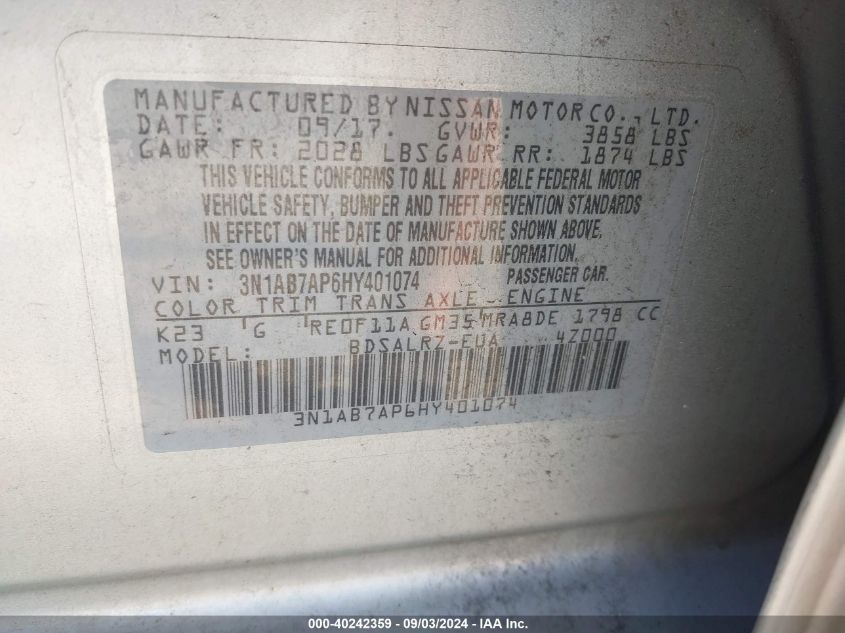 MANUFACTURED BY NISSAN MOTOR CO., LTD.
DATE: 09/17. GVWR: 3858 LBS
GAWR FR: 2028 LBS GAWR RR: 1874 LBS
THIS VEHICLE CONFORMS TO ALL APPLICABLE FEDERAL MOTOR
VEHICLE SAFETY, BUMPER AND THEFT PREVENTION STANDARDS
IN EFFECT ON THE DATE OF MANUFACTURE SHOWN ABOVE.
SEE OWNER'S MANUAL FOR ADDITIONAL INFORMATION.
VIN: 3N1AB7AP6HY401074 PASSENGER CAR.
COLOR TRIM TRANS AXLE ENGINE
K23 G RE0F11A GM35 MRA8DE 1798 CC
MODEL: BDSALRZ-EUA 4Z000
3N1AB7AP6HY401074
000-40242359 - 09/03/2024 - IAAI.com